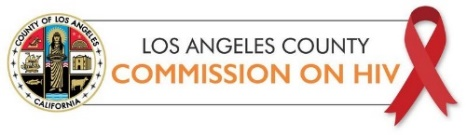 COUNTY OF LOS ANGELES
CALIFORNIA
LOS ANGELES COUNTY
COMMISSION ON HIV